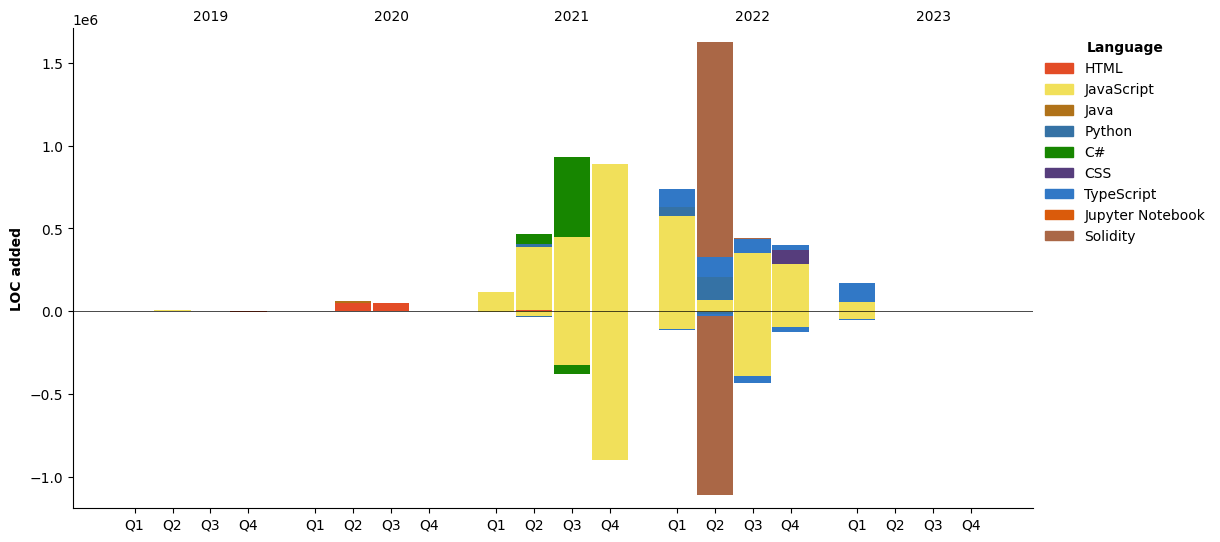 1e6
2019 2020 2021 2022 2023
LOC added
1.5
1.0
0.5
0.0
−0.5
−1.0
Q1 Q2 Q3 Q4 Q1 Q2 Q3 Q4 Q1 Q2 Q3 Q4 Q1 Q2 Q3 Q4 Q1 Q2 Q3 Q4
Language
HTML
JavaScript
Java
Python
C#
CSS
TypeScript
Jupyter Notebook
Solidity